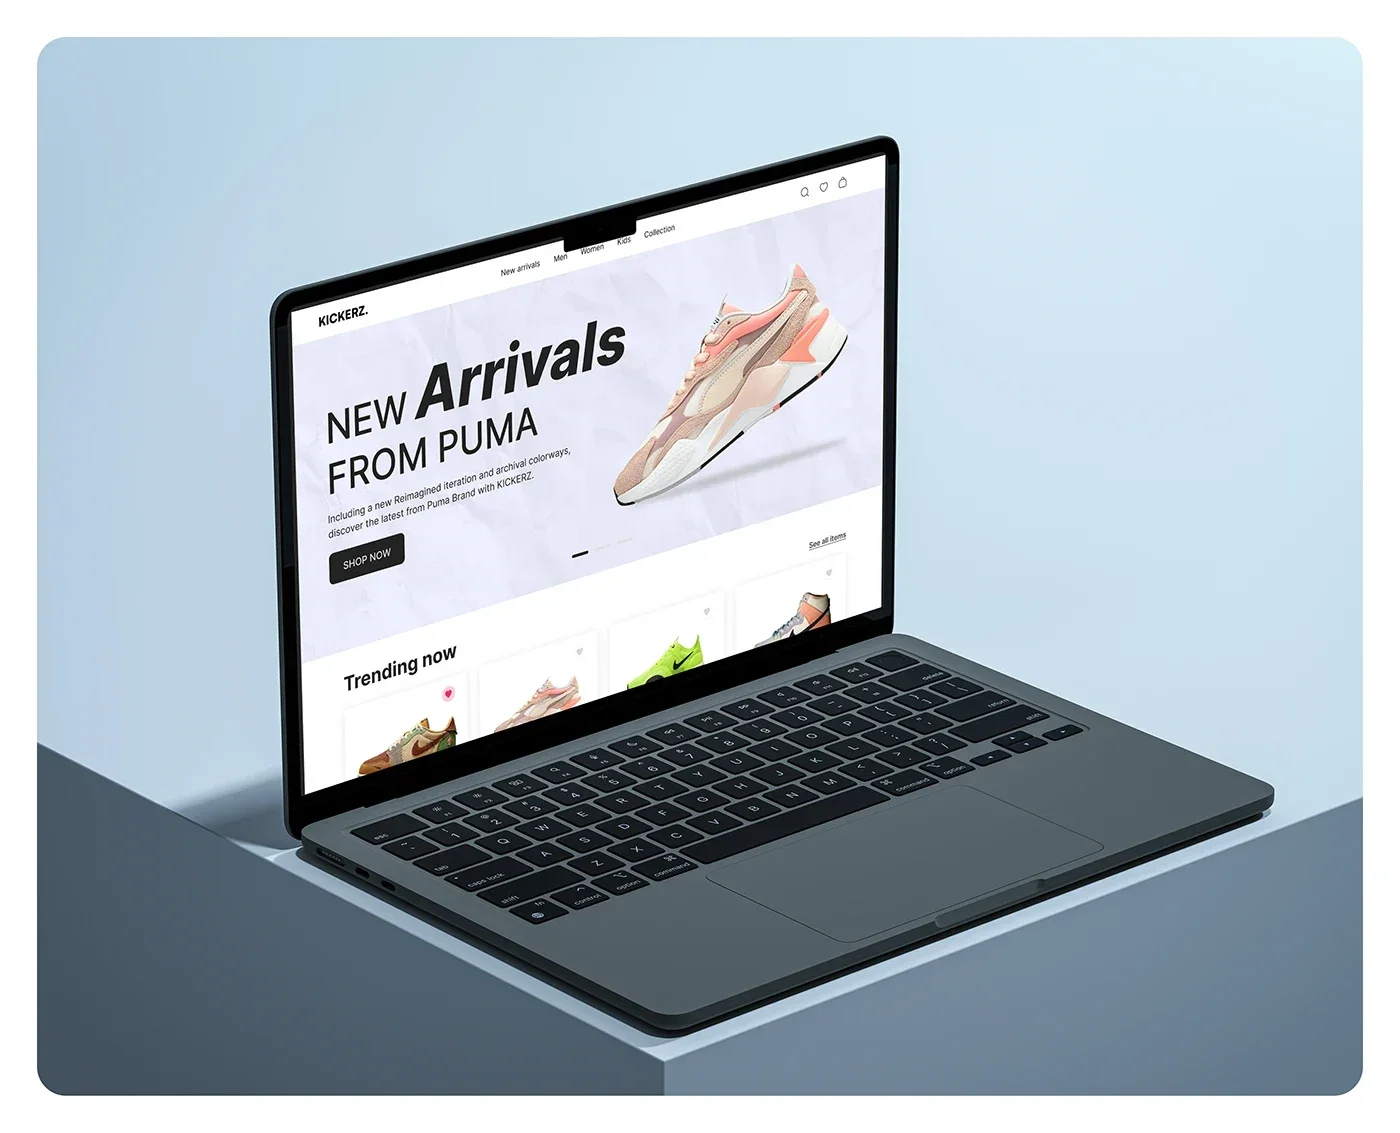 New arrivals Men Women Kids Collection
KICKERZ.
NEW Arrivals
FROM PUMA
Including a new Reimagined iteration and archival colorways,
discover the latest from Puma Brand with KICKERZ.
SHOP NOW
See all items
Trending now
esc
delete
tab Q W E R T Y U I O P
caps lock A S D F G H J K L
return
shift Z X C V B N M
shift
fn control option command
command option